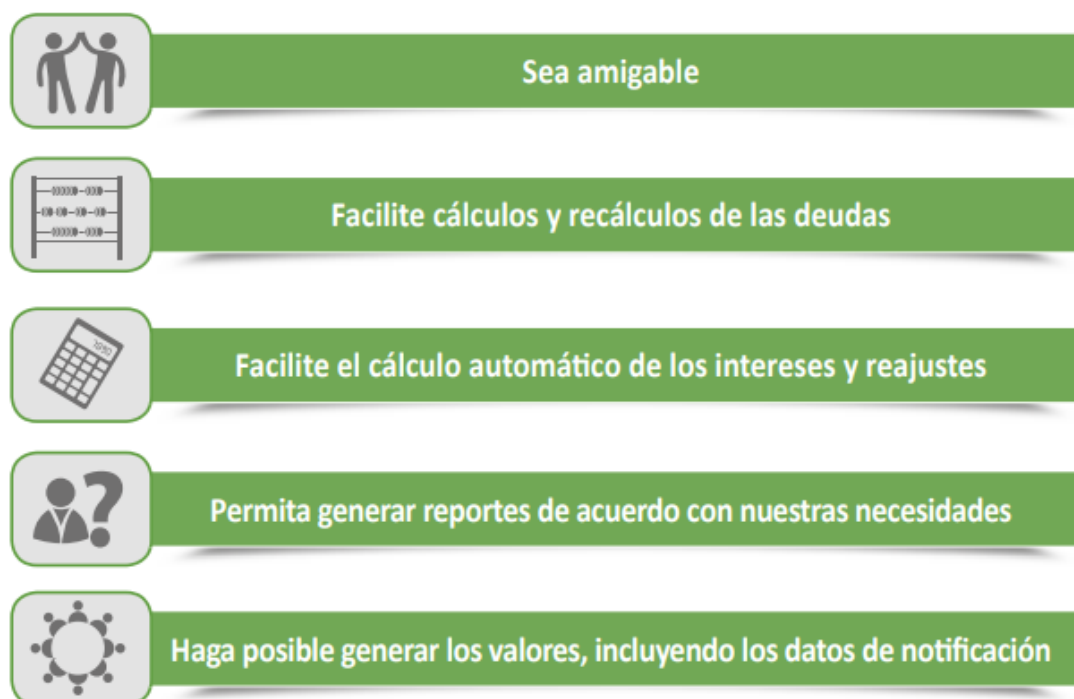 Sea amigable
Facilite cálculos y recálculos de las deudas
Facilite el cálculo automático de los intereses y reajustes
Permita generar reportes de acuerdo con nuestras necesidades
Haga posible generar los valores, incluyendo los datos de notificación